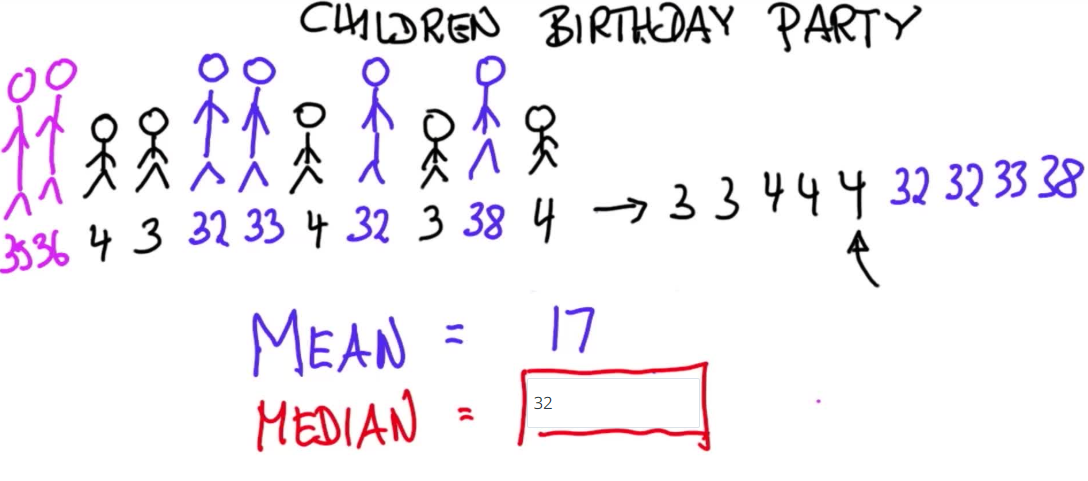 CHILDREN BIRTHDAY PARTY
35 36 4 3 32 33 4 32 3 38 4 → 3 3 4 4 4 32 32 33 38
MEAN = 17
MEDIAN = 32